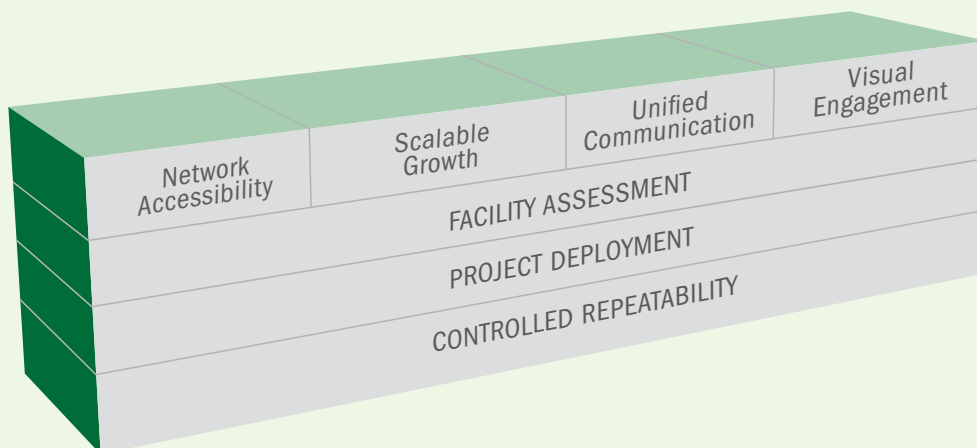 Network
Accessibility
Scalable
Growth
Unified
Communication
Visual
Engagement
FACILITY ASSESSMENT
PROJECT DEPLOYMENT
CONTROLLED REPEATABILITY